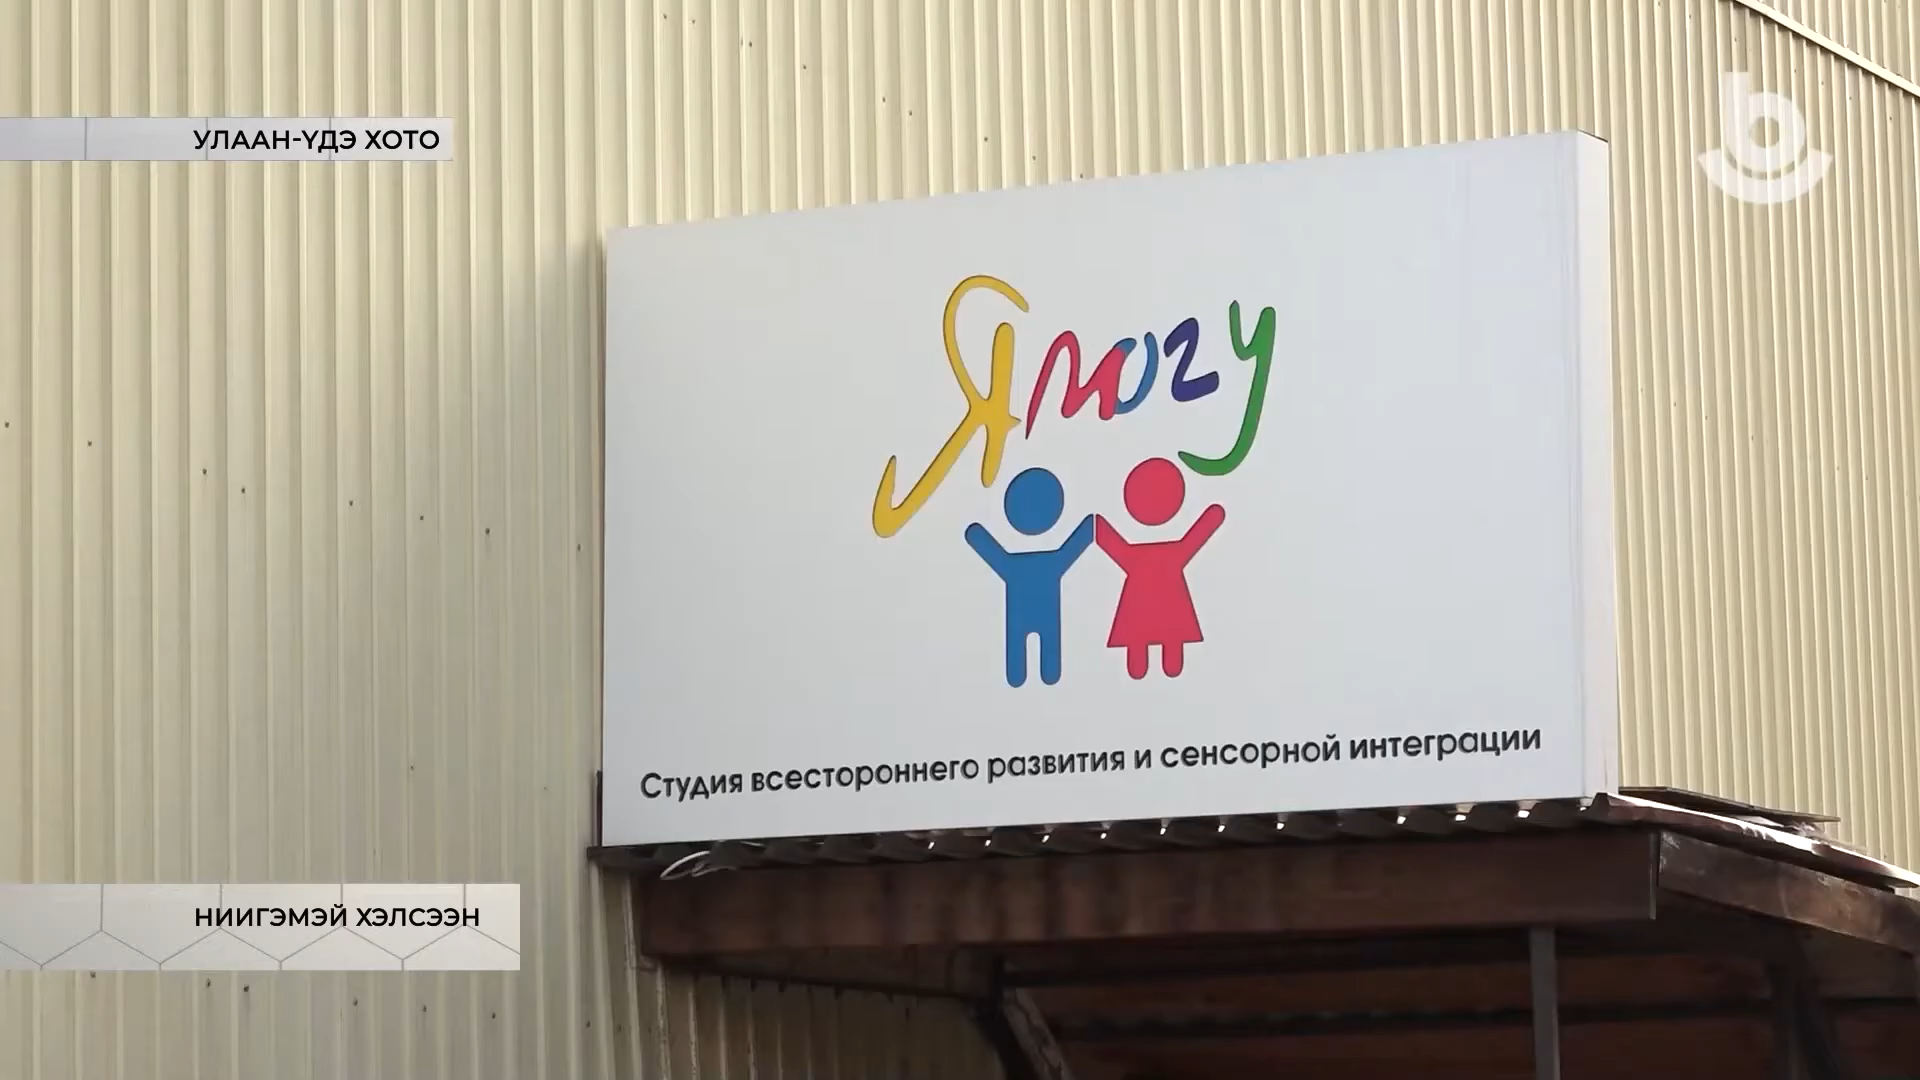 УЛААН-ҮДЭ ХОТО
Я могу
Студия всестороннего развития и сенсорной интеграции
НИИГЭМЭЙ ХЭЛСЭЭН